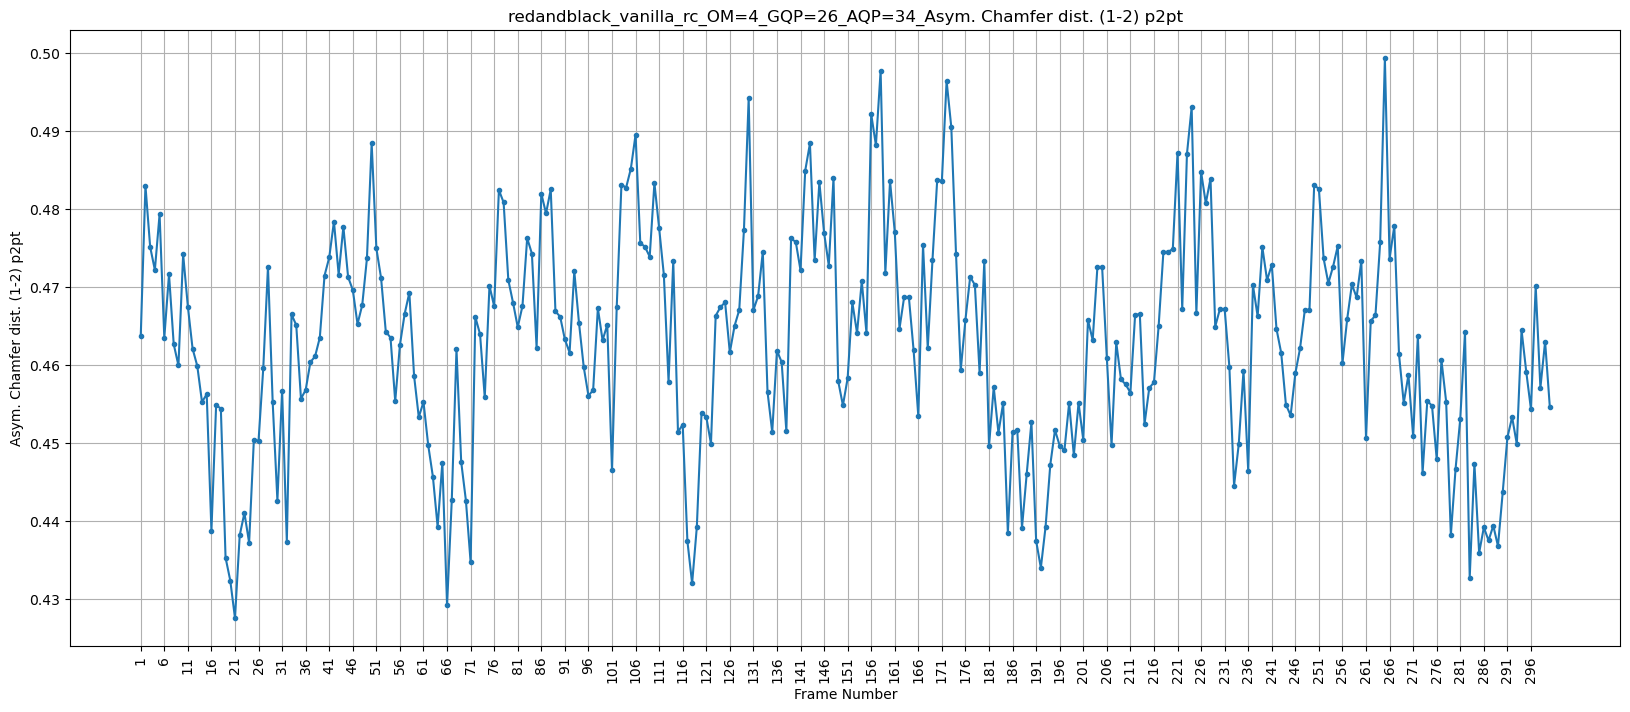 redandblack_vanilla_rc_OM=4_GQP=26_AQP=34_Asym. Chamfer dist. (1-2) p2pt
0.50
0.49
0.48
0.47
0.46
0.45
0.44
0.43
Asym. Chamfer dist. (1-2) p2pt
1 6 11 16 21 26 31 36 41 46 51 56 61 66 71 76 81 86 91 96 101 106 111 116 121 126 131 136 141 146 151 156 161 166 171 176 181 186 191 196 201 206 211 216 221 226 231 236 241 246 251 256 261 266 271 276 281 286 291 296
Frame Number